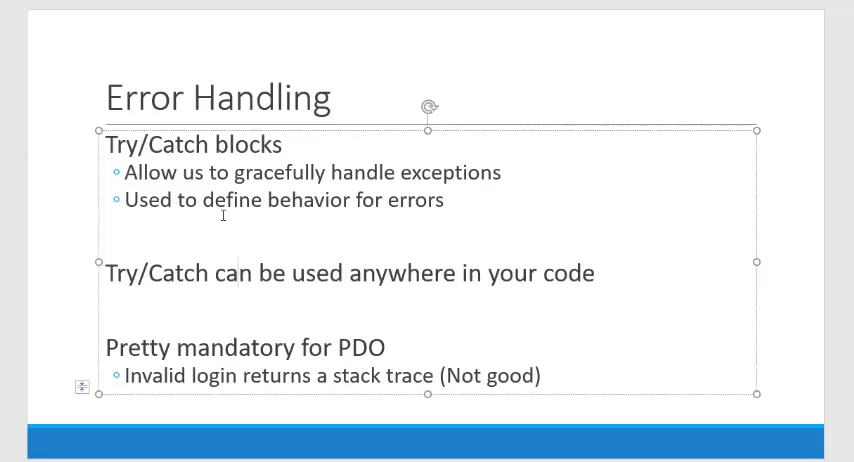 Error Handling
Try/Catch blocks
Allow us to gracefully handle exceptions
Used to define behavior for errors
Try/Catch can be used anywhere in your code
Pretty mandatory for PDO
Invalid login returns a stack trace (Not good)